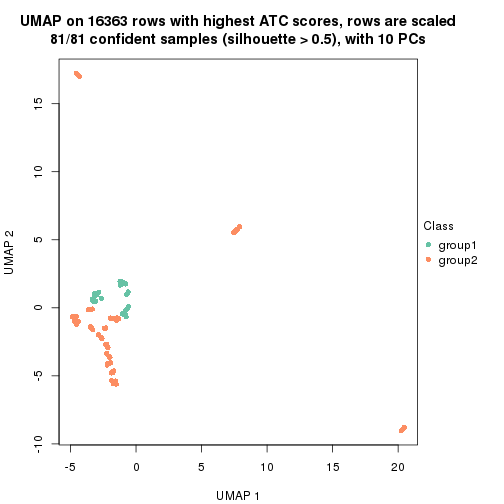 UMAP on 16363 rows with highest ATC scores, rows are scaled
81/81 confident samples (silhouette > 0.5), with 10 PCs
15
10
5
0
-5
-10
UMAP 2
-5 0 5 10 15 20
UMAP 1
Class
group1
group2